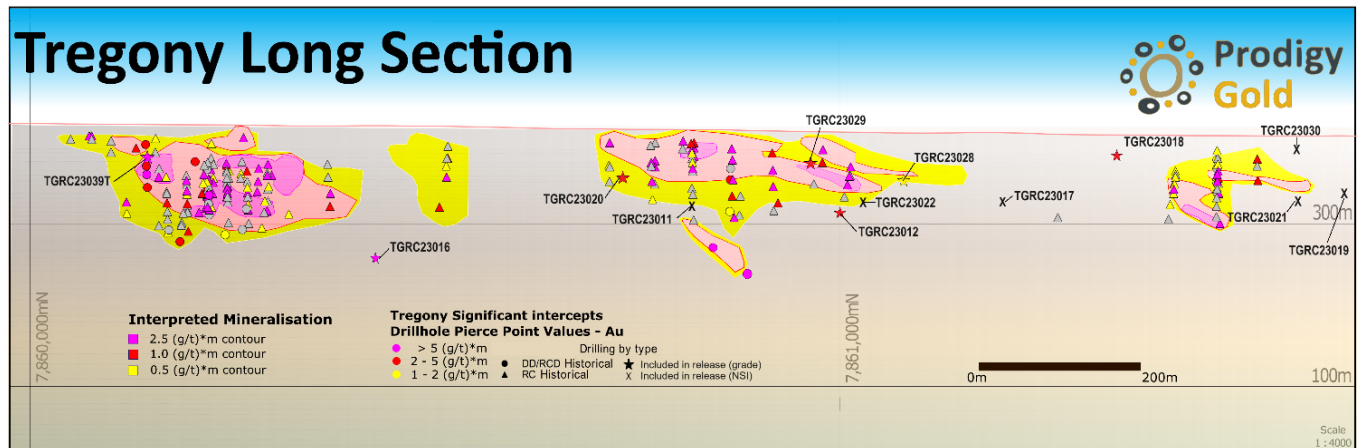 Tregony Long Section
Prodigy
Gold
TGRC23029
TGRC23018
TGRC23030
TGRC23028
TGRC23039T
TGRC23020
TGRC23011
TGRC23022
TGRC23017
TGRC23021
TGRC23012
300m
TGRC23019
TGRC23016
7,860,000mN
7,861,000mN
Interpreted Mineralisation
2.5 (g/t)*m contour
1.0 (g/t)*m contour
0.5 (g/t)*m contour
Tregony Significant intercepts
Drillhole Pierce Point Values - Au
> 5 (g/t)*m
2 - 5 (g/t)*m
1 - 2 (g/t)*m
Drilling by type
DD/RCD Historical
RC Historical
Included in release (grade)
Included in release (NSI)
0m
200m
100m
Scale
1 : 4000